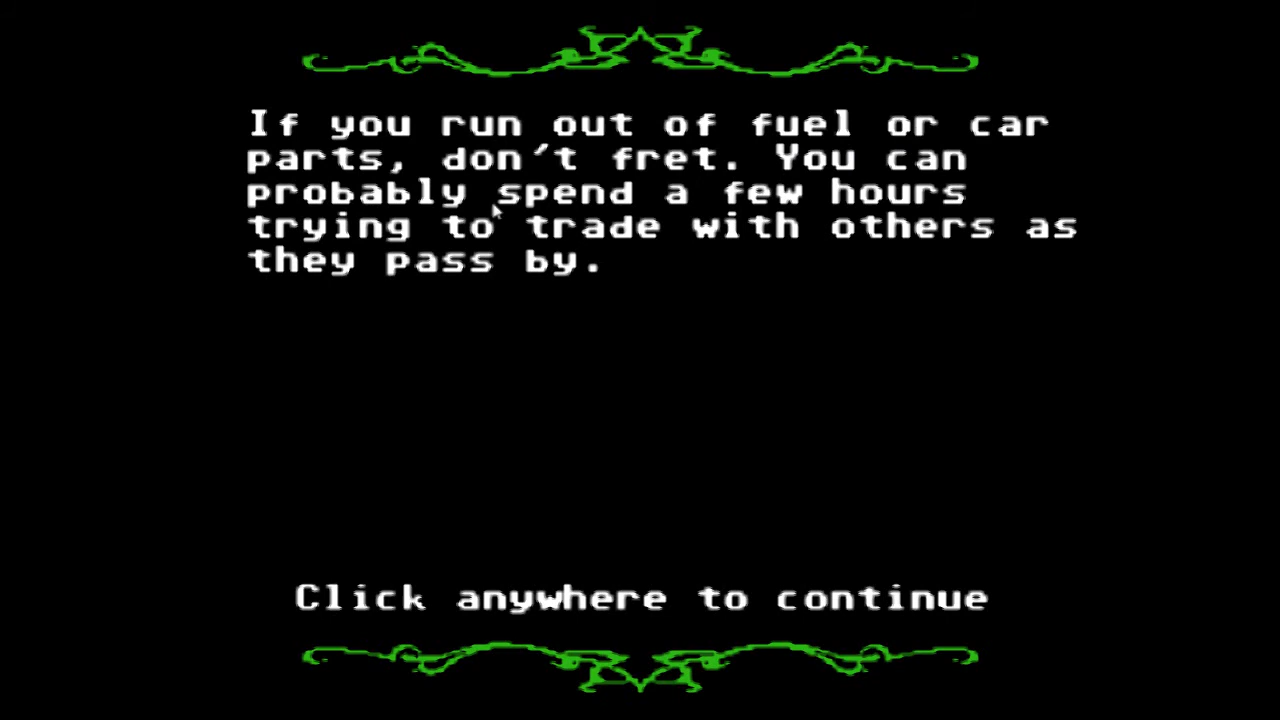 If you run out of fuel or car
parts, don't fret. You can
probably spend a few hours
trying to trade with others as
they pass by.
Click anywhere to continue